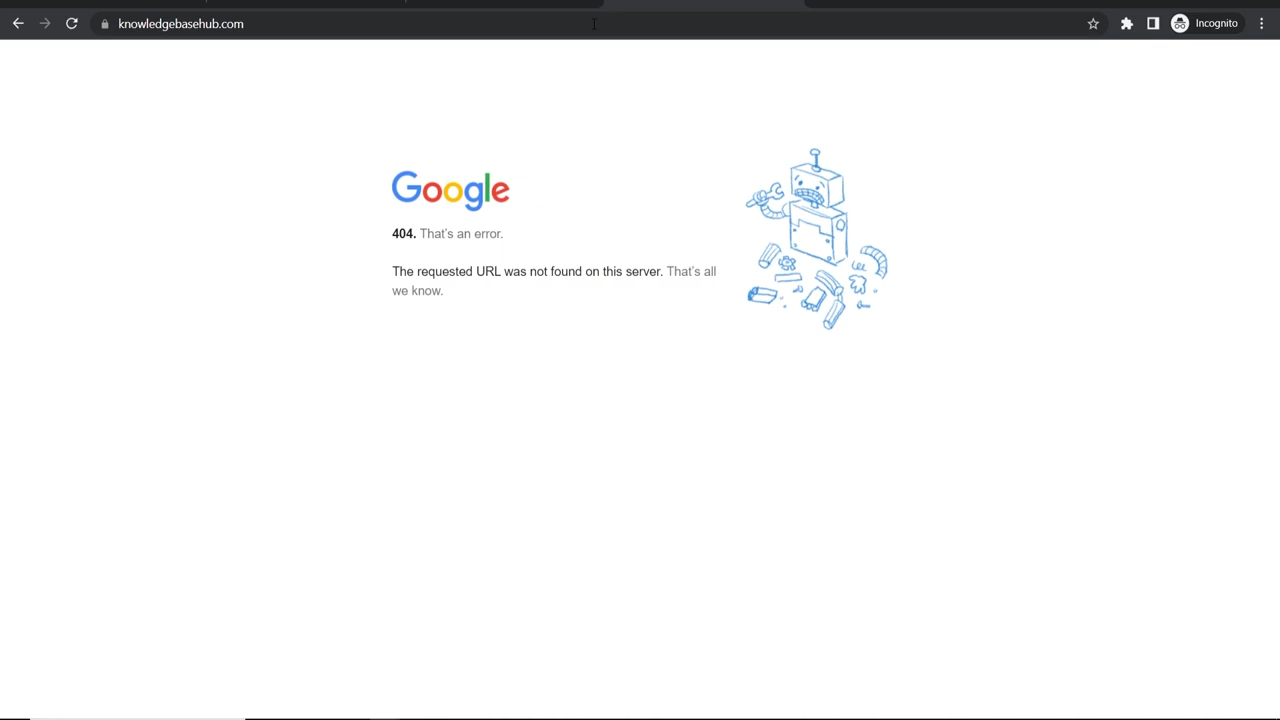 knowledgebasehub.com
Incognito
Google
404. That's an error.
The requested URL was not found on this server. That's all
we know.